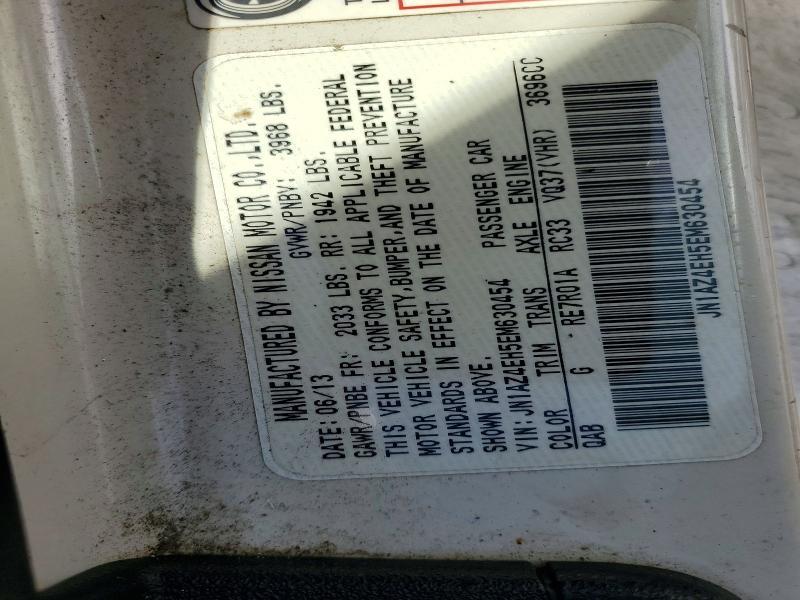 MANUFACTURED BY NISSAN MOTOR CO.,LTD.
DATE: 06/13 GVWR/PNBV: 3968 LBS.
GAWR/PNBE FR: 2033 LBS. RR: 1942 LBS.
THIS VEHICLE CONFORMS TO ALL APPLICABLE FEDERAL
MOTOR VEHICLE SAFETY,BUMPER,AND THEFT PREVENTION
STANDARDS IN EFFECT ON THE DATE OF MANUFACTURE
SHOWN ABOVE.
VIN: JN1AZ4EH5EM630454 PASSENGER CAR
COLOR TRIM TRANS AXLE ENGINE
QAB G RE7R01A RC33 VQ37(VHR) 3696CC
JN1AZ4EH5EM630454